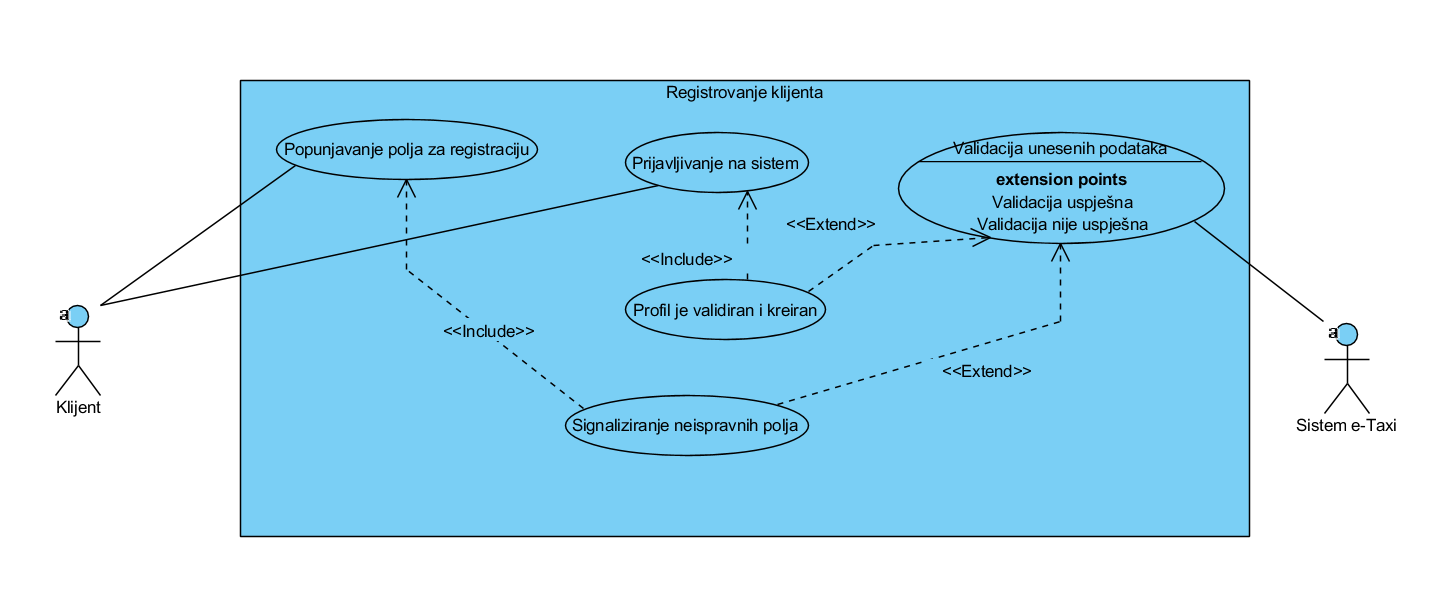 Registrovanje klijenta
Popunjavanje polja za registraciju
Prijavljivanje na sistem
Validacija unesenih podataka
extension points
Validacija uspješna
Validacija nije uspješna
<<Extend>>
<<Include>>
Profil je validiran i kreiran
<<Include>>
<<Extend>>
Signaliziranje neispravnih polja
a
Klijent
a
Sistem e-Taxi